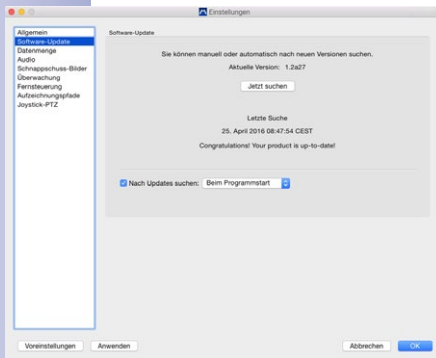 Einstellungen
Allgemein
Software-Update
Datenmenge
Audio
Schnappschuss-Bilder
Überwachung
Fernsteuerung
Aufzeichnungspfade
Joystick-PTZ
Software-Update
Sie können manuell oder automatisch nach neuen Versionen suchen.
Aktuelle Version: 1.2a27
Jetzt suchen
Letzte Suche
25. April 2016 08:47:54 CEST
Congratulations! Your product is up-to-date!
Nach Updates suchen: Beim Programmstart
Voreinstellungen Anwenden Abbrechen OK